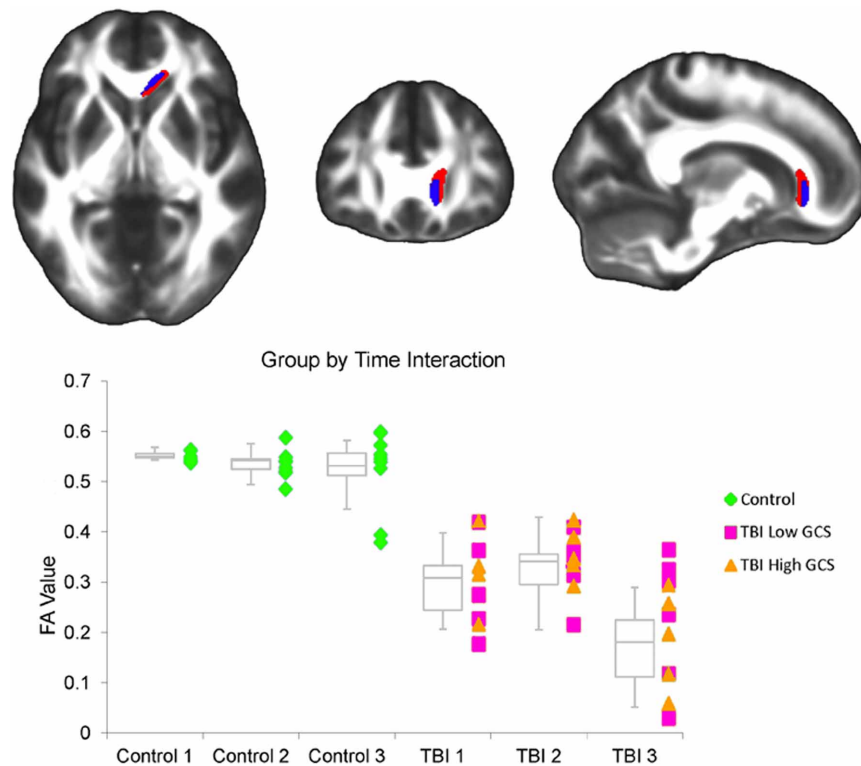 Group by Time Interaction
FA Value
0.7
0.6
0.5
0.4
0.3
0.2
0.1
0
Control 1
Control 2
Control 3
TBI 1
TBI 2
TBI 3
Control
TBI Low GCS
TBI High GCS